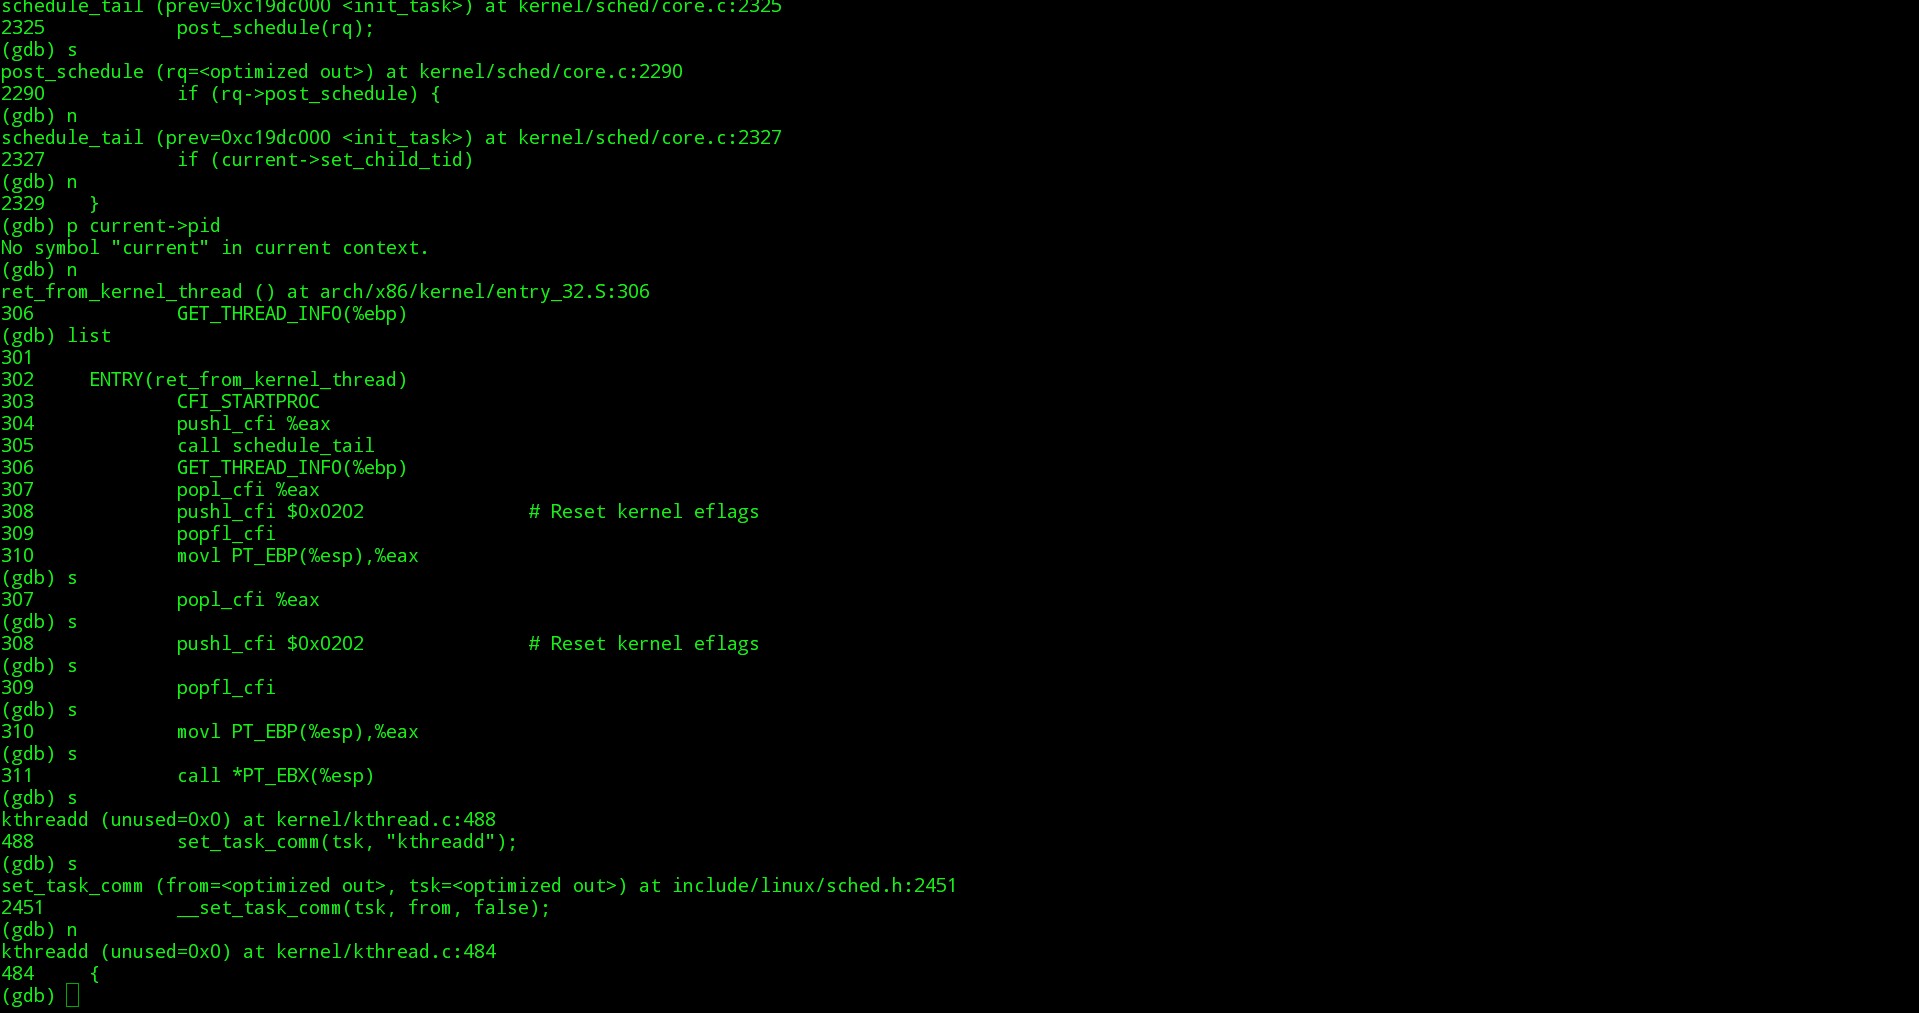 schedule_tail (prev=0xc19dc000 <init_task>) at kernel/sched/core.c:2325
2325            post_schedule(rq);
(gdb) s
post_schedule (rq=<optimized out>) at kernel/sched/core.c:2290
2290            if (rq->post_schedule) {
(gdb) n
schedule_tail (prev=0xc19dc000 <init_task>) at kernel/sched/core.c:2327
2327            if (current->set_child_tid)
(gdb) n
2329    }
(gdb) p current->pid
No symbol "current" in current context.
(gdb) n
ret_from_kernel_thread () at arch/x86/kernel/entry_32.S:306
306             GET_THREAD_INFO(%ebp)
(gdb) list
301
302     ENTRY(ret_from_kernel_thread)
303             CFI_STARTPROC
304             pushl_cfi %eax
305             call schedule_tail
306             GET_THREAD_INFO(%ebp)
307             popl_cfi %eax
308             pushl_cfi $0x0202               # Reset kernel eflags
309             popfl_cfi
310             movl PT_EBP(%esp),%eax
(gdb) s
307             popl_cfi %eax
(gdb) s
308             pushl_cfi $0x0202               # Reset kernel eflags
(gdb) s
309             popfl_cfi
(gdb) s
310             movl PT_EBP(%esp),%eax
(gdb) s
311             call *PT_EBX(%esp)
(gdb) s
kthreadd (unused=0x0) at kernel/kthread.c:488
488             set_task_comm(tsk, "kthreadd");
(gdb) s
set_task_comm (from=<optimized out>, tsk=<optimized out>) at include/linux/sched.h:2451
2451            __set_task_comm(tsk, from, false);
(gdb) n
kthreadd (unused=0x0) at kernel/kthread.c:484
484     {
(gdb)